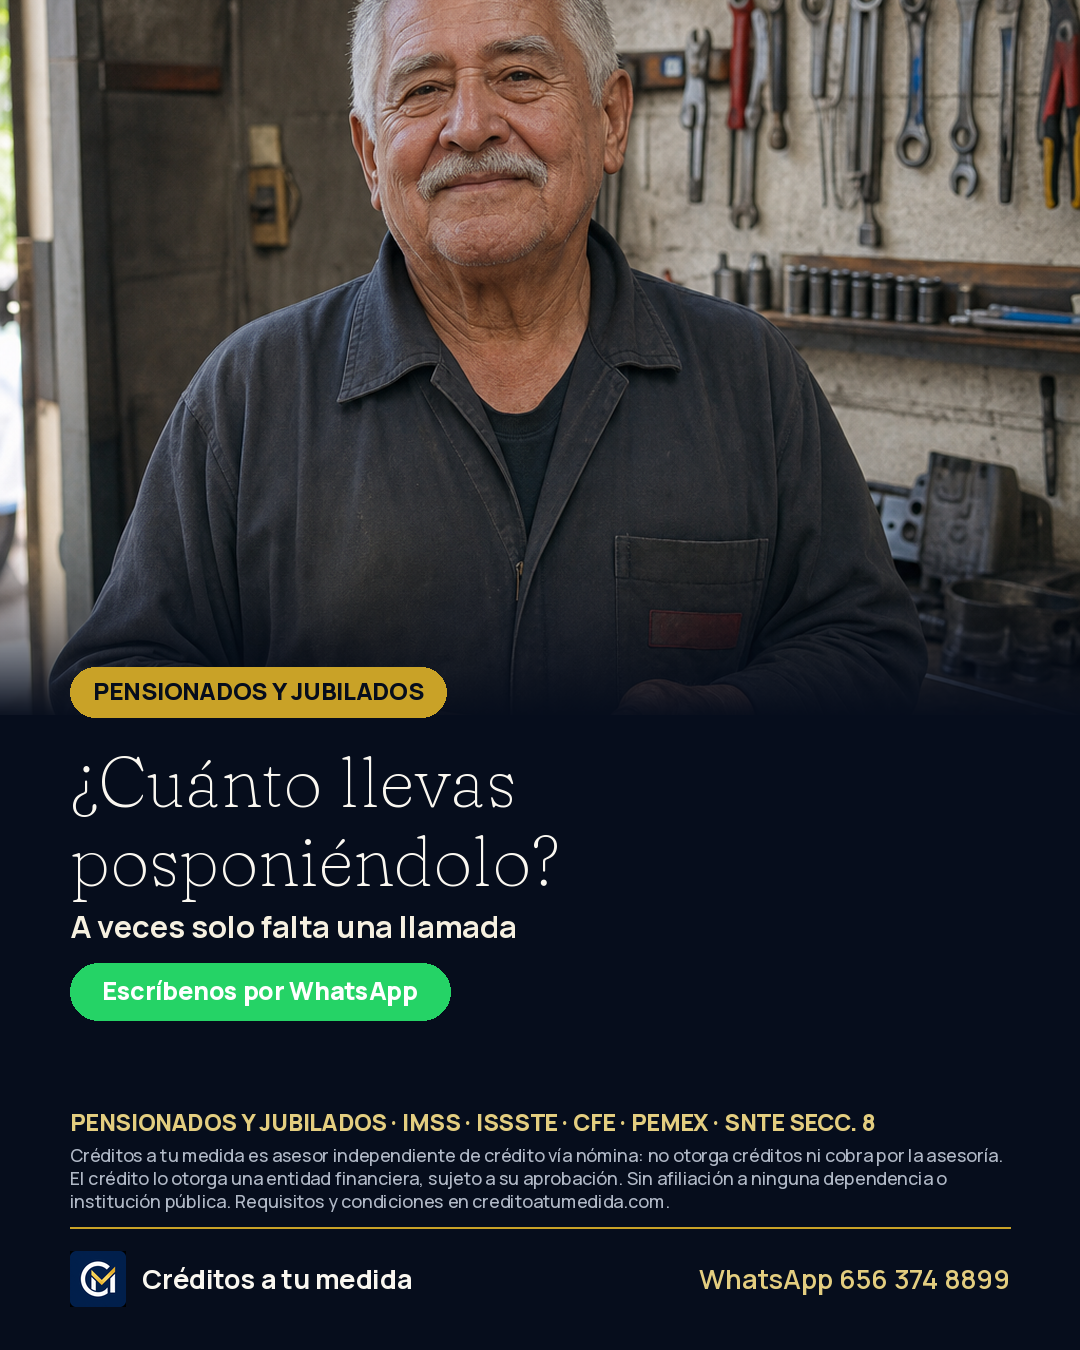 PENSIONADOS Y JUBILADOS
¿Cuánto llevas
posponiéndolo?
A veces solo falta una llamada
Escríbenos por WhatsApp
PENSIONADOS Y JUBILADOS · IMSS · ISSSTE · CFE · PEMEX · SNTE SECC. 8
Créditos a tu medida es asesor independiente de crédito vía nómina: no otorga créditos ni cobra por la asesoría.
El crédito lo otorga una entidad financiera, sujeto a su aprobación. Sin afiliación a ninguna dependencia o
institución pública. Requisitos y condiciones en creditoatumedida.com.
Créditos a tu medida
WhatsApp 656 374 8899